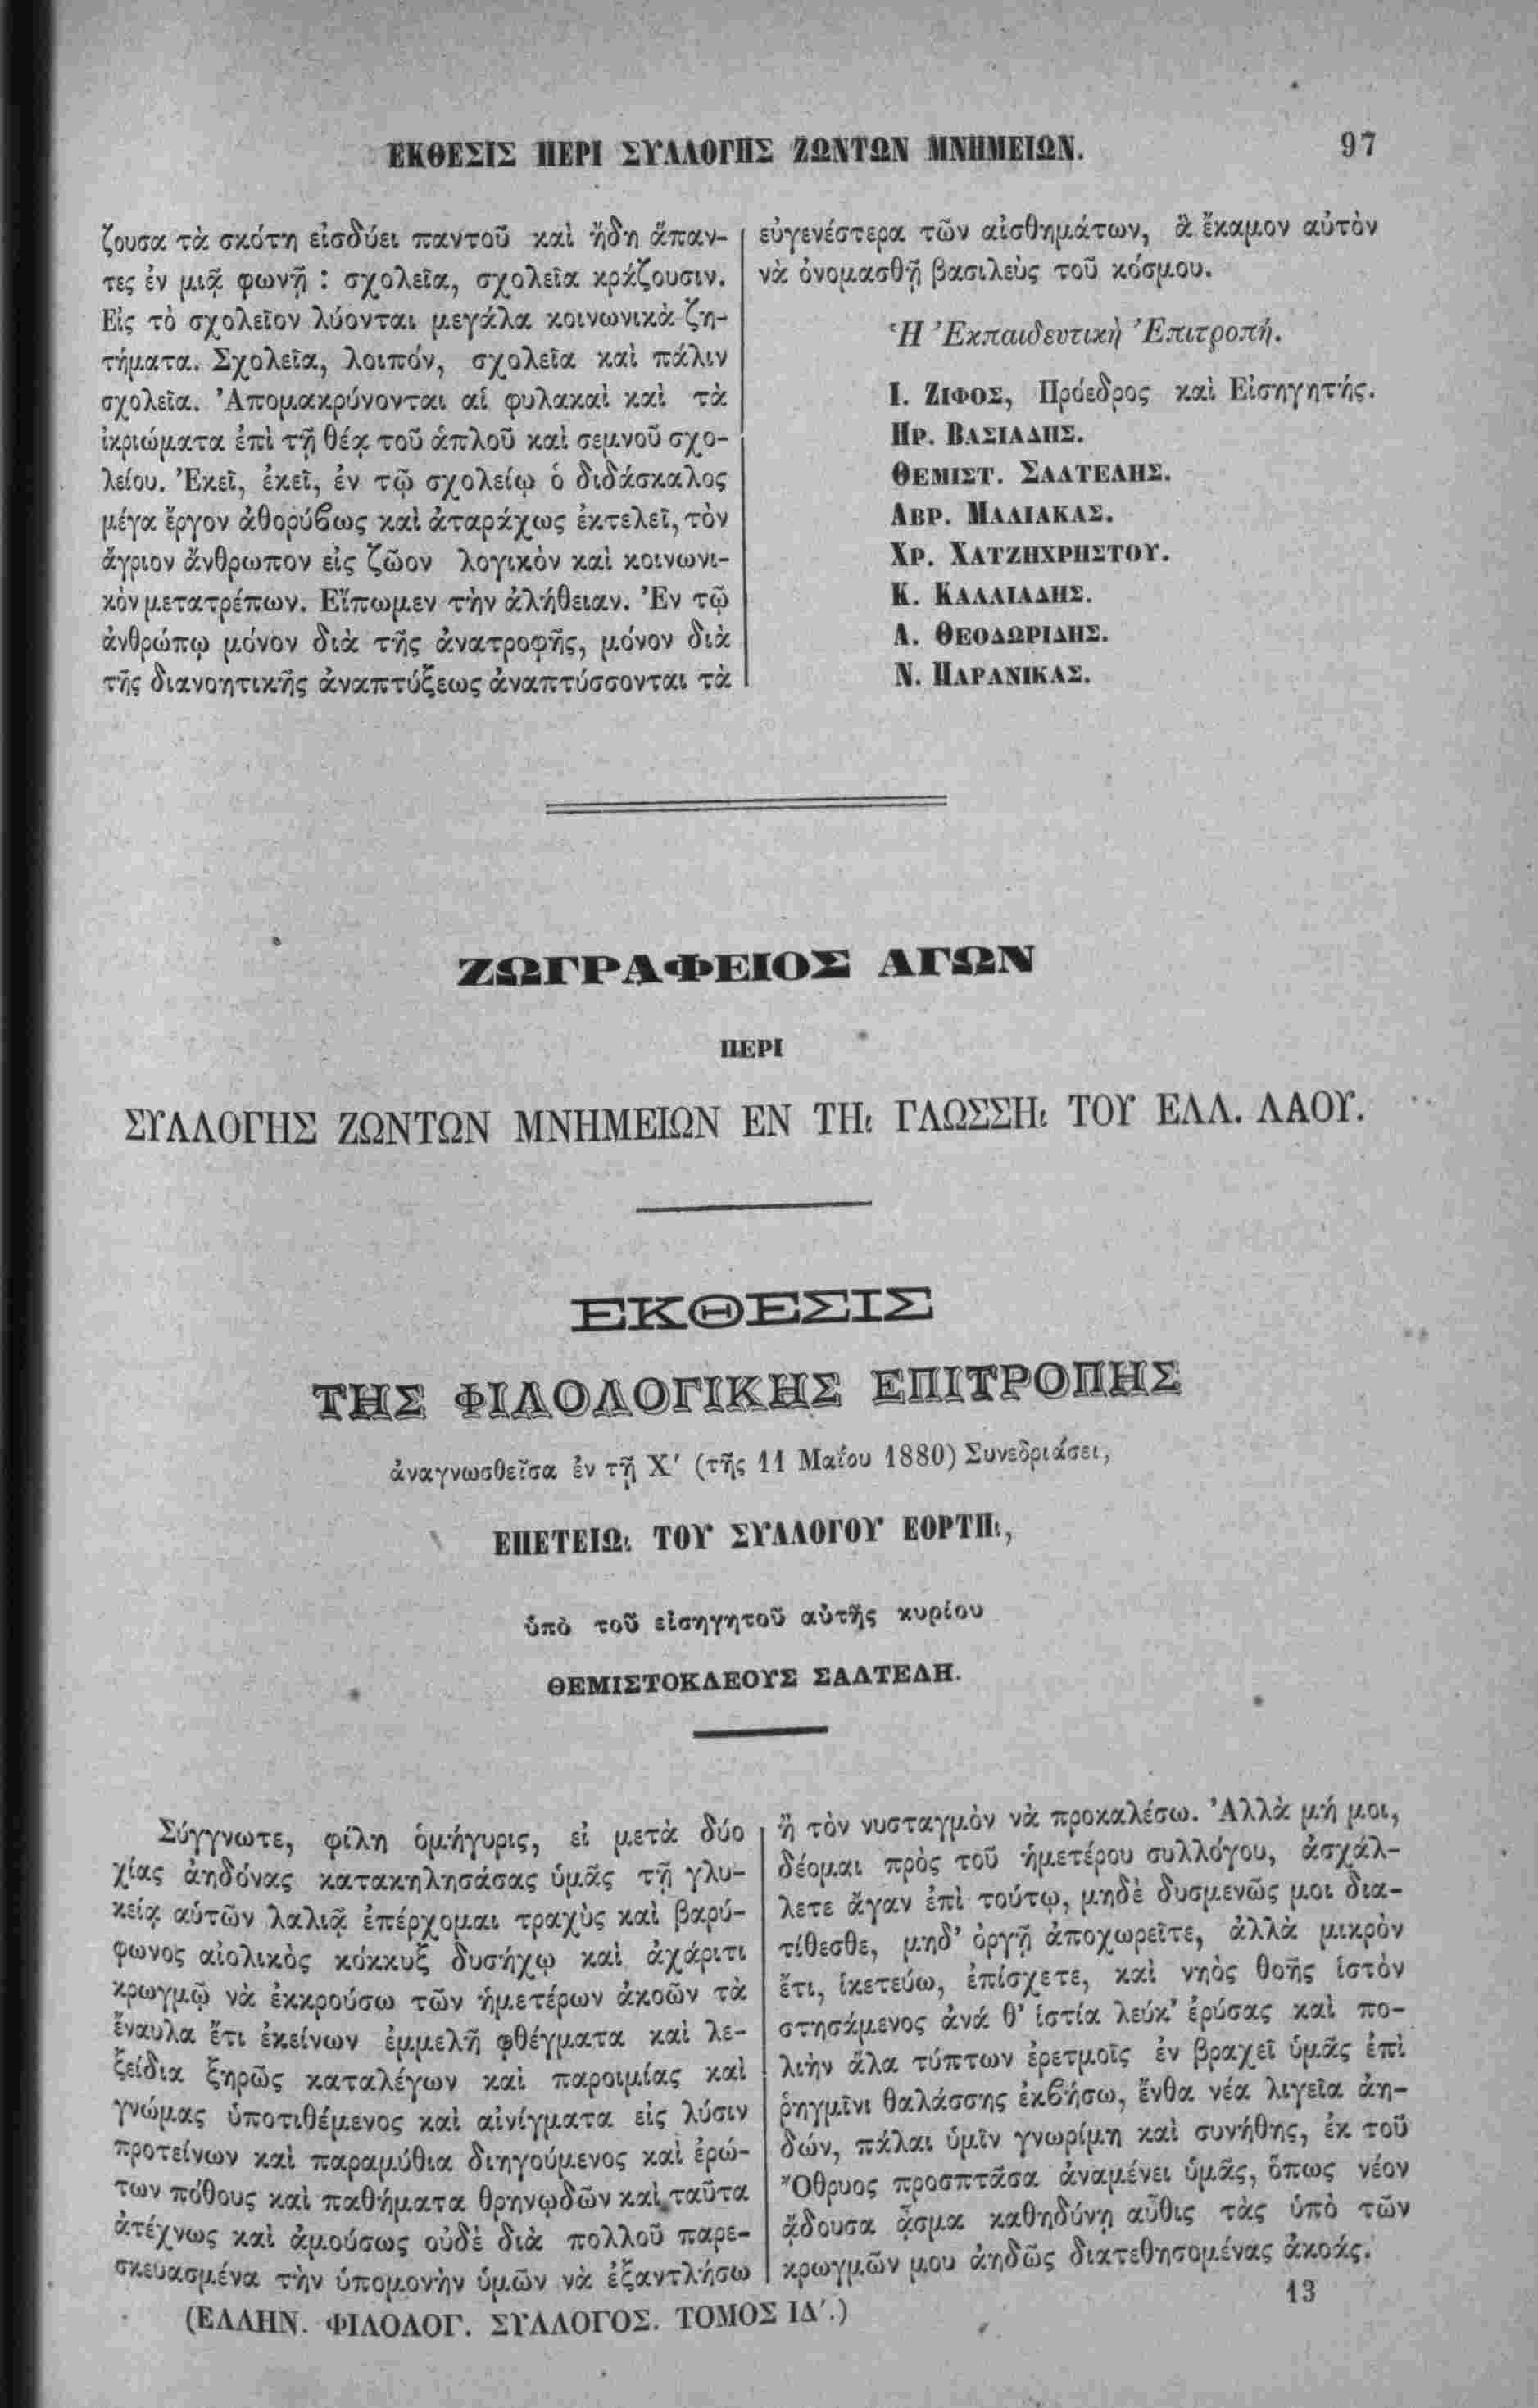 ΕΚΘΕΣΙΣ ΠΕΡΙ ΣΥΛΛΟΓΗΣ ΖΩΝΤΩΝ ΜΝΗΜΕΙΩΝ.
97
ζουσα τὰ σκότη εἰσδύει παντοῦ καὶ ἤδη ἅπαν-
τες ἐν μιᾷ φωνῇ : σχολεῖα, σχολεῖα κράζουσιν.
Εἰς τὸ σχολεῖον λύονται μεγάλα κοινωνικὰ ζη-
τήματα. Σχολεῖα, λοιπόν, σχολεῖα καὶ πάλιν
σχολεῖα. Ἀπομακρύνονται αἱ φυλακαὶ καὶ τὰ
ἰκριώματα ἐπὶ τῇ θέᾳ τοῦ ἁπλοῦ καὶ σεμνοῦ σχο-
λείου. Ἐκεῖ, ἐκεῖ, ἐν τῷ σχολείῳ ὁ διδάσκαλος
μέγα ἔργον ἀθορύβως καὶ ἀταράχως ἐκτελεῖ, τὸν
ἄγριον ἄνθρωπον εἰς ζῶον λογικὸν καὶ κοινωνι-
κὸν μετατρέπων. Εἴπωμεν τὴν ἀλήθειαν. Ἐν τῷ
ἀνθρώπῳ μόνον διὰ τῆς ἀνατροφῆς, μόνον διὰ
τῆς διανοητικῆς ἀναπτύξεως ἀναπτύσσονται τὰ
εὐγενέστερα τῶν αἰσθημάτων, ἃ ἔκαμον αὐτὸν
νὰ ὀνομασθῇ βασιλεὺς τοῦ κόσμου.
Ἡ Ἐκπαιδευτικὴ Ἐπιτροπή.
Ι. ΖΙΦΟΣ, Πρόεδρος καὶ Εἰσηγητής.
ΗΡ. ΒΑΣΙΑΔΗΣ.
ΘΕΜΙΣΤ. ΣΑΛΤΕΛΗΣ.
ΑΒΡ. ΜΑΛΙΑΚΑΣ.
ΧΡ. ΧΑΤΖΗΧΡΗΣΤΟΥ.
Κ. ΚΑΛΛΙΑΔΗΣ.
Λ. ΘΕΟΔΩΡΙΔΗΣ.
Ν. ΠΑΡΑΝΙΚΑΣ.
ΖΩΓΡΑΦΕΙΟΣ ΑΓΩΝ
ΠΕΡΙ
ΣΥΛΛΟΓΗΣ ΖΩΝΤΩΝ ΜΝΗΜΕΙΩΝ ΕΝ ΤΗι ΓΛΩΣΣΗι ΤΟΥ ΕΛΛ. ΛΑΟΥ.
ΕΚΘΕΣΙΣ
ΤΗΣ ΦΙΛΟΛΟΓΙΚΗΣ ΕΠΙΤΡΟΠΗΣ
ἀναγνωσθεῖσα ἐν τῇ Χ′ (τῆς 11 Μαΐου 1880) Συνεδριάσει,
ΕΠΕΤΕΙΩι ΤΟΥ ΣΥΛΛΟΓΟΥ ΕΟΡΤΗι,
ὑπὸ τοῦ εἰσηγητοῦ αὐτῆς κυρίου
ΘΕΜΙΣΤΟΚΛΕΟΥΣ ΣΑΛΤΕΛΗ.
Σύγγνωτε, φίλη ὁμήγυρις, εἰ μετὰ δύο
χίας ἀηδόνας κατακηλησάσας ὑμᾶς τῇ γλυ-
κείᾳ αὑτῶν λαλιᾷ ἐπέρχομαι τραχὺς καὶ βαρύ-
φωνος αἰολικὸς κόκκυξ δυσήχῳ καὶ ἀχάριτι
κρωγμῷ νὰ ἐκκρούσω τῶν ἡμετέρων ἀκοῶν τὰ
ἔναυλα ἔτι ἐκείνων ἐμμελῆ φθέγματα καὶ λε-
ξείδια ξηρῶς καταλέγων καὶ παροιμίας καὶ
γνώμας ὑποτιθέμενος καὶ αἰνίγματα εἰς λύσιν
προτείνων καὶ παραμύθια διηγούμενος καὶ ἐρώ-
των πόθους καὶ παθήματα θρηνῳδῶν καὶ ταῦτα
ἀτέχνως καὶ ἀμούσως οὐδὲ διὰ πολλοῦ παρε-
σκευασμένα τὴν ὑπομονὴν ὑμῶν νὰ ἐξαντλήσω
ἢ τὸν νυσταγμὸν νὰ προκαλέσω. Ἀλλὰ μή μοι,
δέομαι πρὸς τοῦ ἡμετέρου συλλόγου, ἀσχάλ-
λετε ἄγαν ἐπὶ τούτῳ, μηδὲ δυσμενῶς μοι δια-
τίθεσθε, μηδ’ ὀργῇ ἀποχωρεῖτε, ἀλλὰ μικρὸν
ἔτι, ἱκετεύω, ἐπίσχετε, καὶ νηὸς θοῆς ἱστὸν
στησάμενος ἀνά θ’ ἱστία λεύκ’ ἐρύσας καὶ πο-
λιὴν ἅλα τύπτων ἐρετμοῖς ἐν βραχεῖ ὑμᾶς ἐπὶ
ῥηγμῖνι θαλάσσης ἐκβήσω, ἔνθα νέα λιγεῖα ἀη-
δών, πάλαι ὑμῖν γνωρίμη καὶ συνήθης, ἐκ τοῦ
Ὄθρυος προσπτᾶσα ἀναμένει ὑμᾶς, ὅπως νέον
ᾄδουσα ᾆσμα καθηδύνῃ αὖθις τὰς ὑπὸ τῶν
κρωγμῶν μου ἀηδῶς διατεθησομένας ἀκοάς.
(ΕΛΛΗΝ. ΦΙΛΟΛΟΓ. ΣΥΛΛΟΓΟΣ. ΤΟΜΟΣ ΙΔ′.)
13